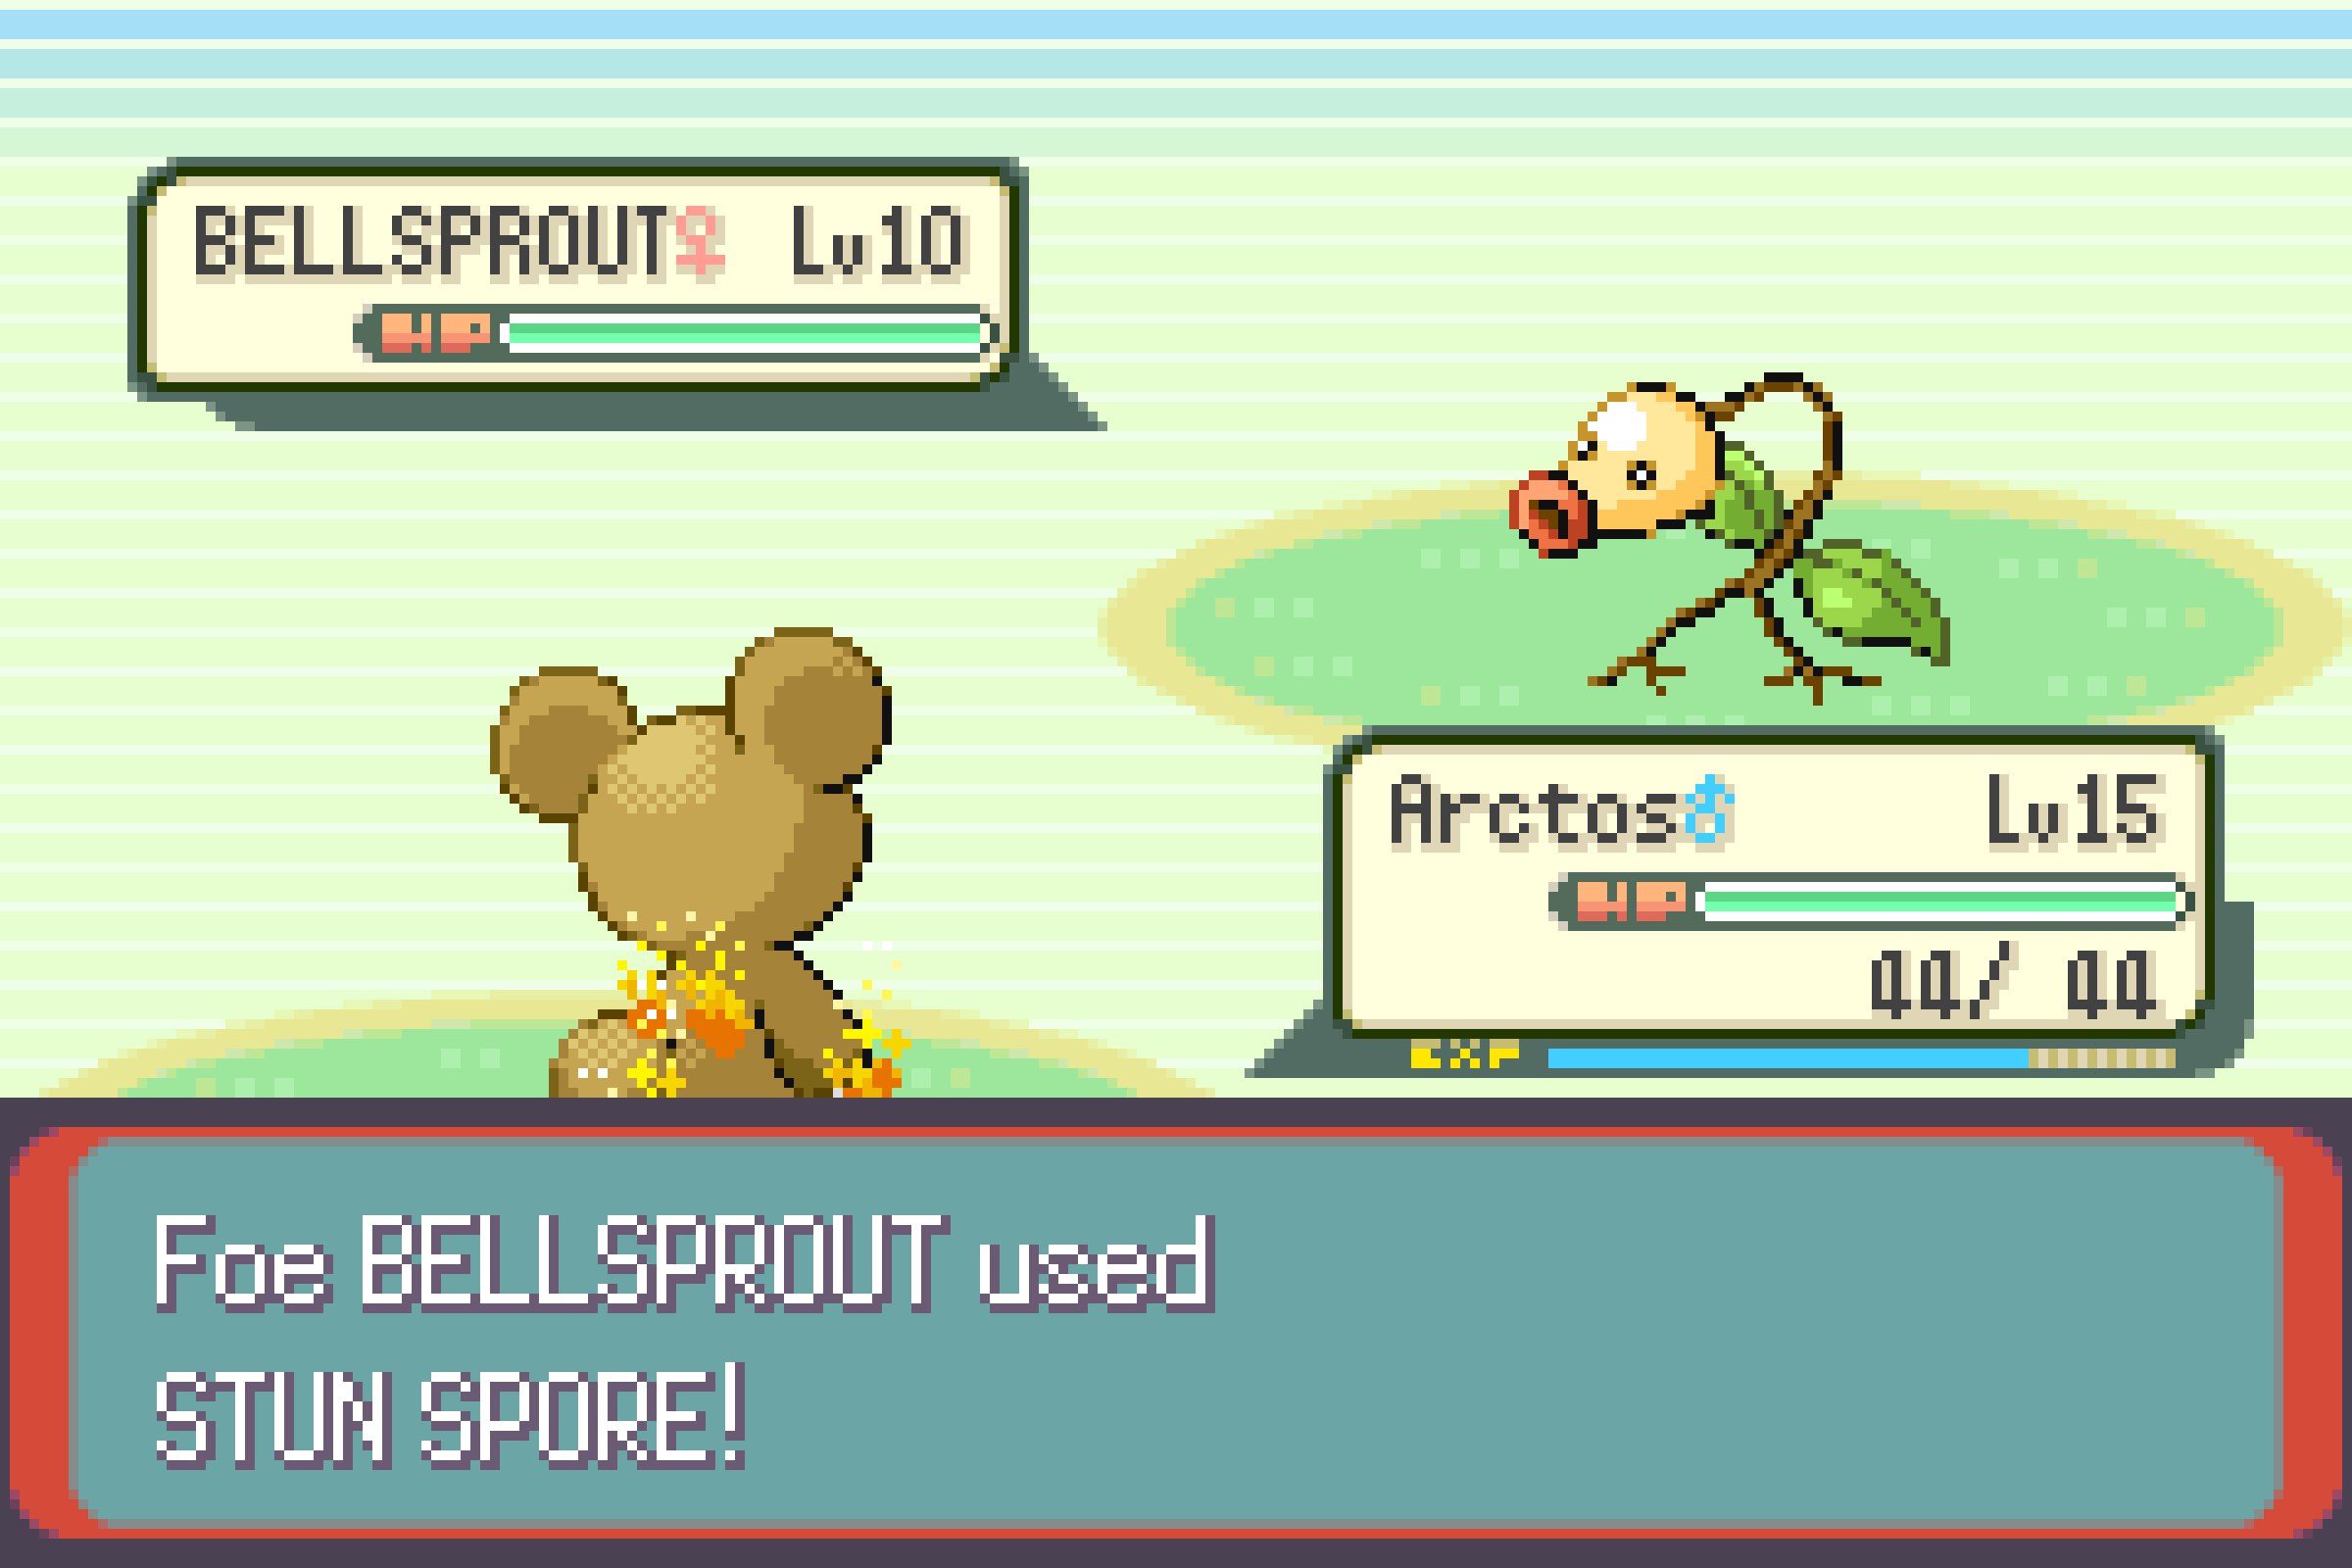 BELLSPROUT♀ Lv10
HP
Arctos♂ Lv15
HP
44/ 44
EXP
Foe BELLSPROUT used
STUN SPORE!